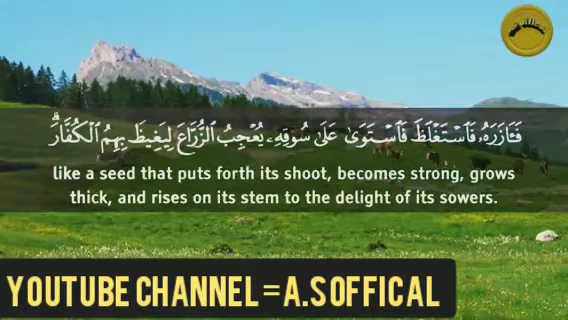 فَـَٔازَرَهُۥ فَٱسْتَغْلَظَ فَٱسْتَوَىٰ عَلَىٰ سُوقِهِۦ يُعْجِبُ ٱلزُّرَّاعَ لِيَغِيظَ بِهِمُ ٱلْكُفَّارَ ۗ
like a seed that puts forth its shoot, becomes strong, grows
thick, and rises on its stem to the delight of its sowers.
YOUTUBE CHANNEL = A.S OFFICAL